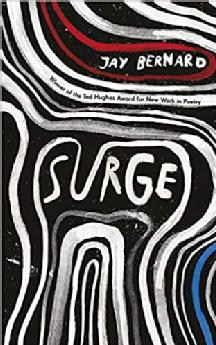 JAY BERNARD
Winner of the Ted Hughes Award for New Work in Poetry
SURGE